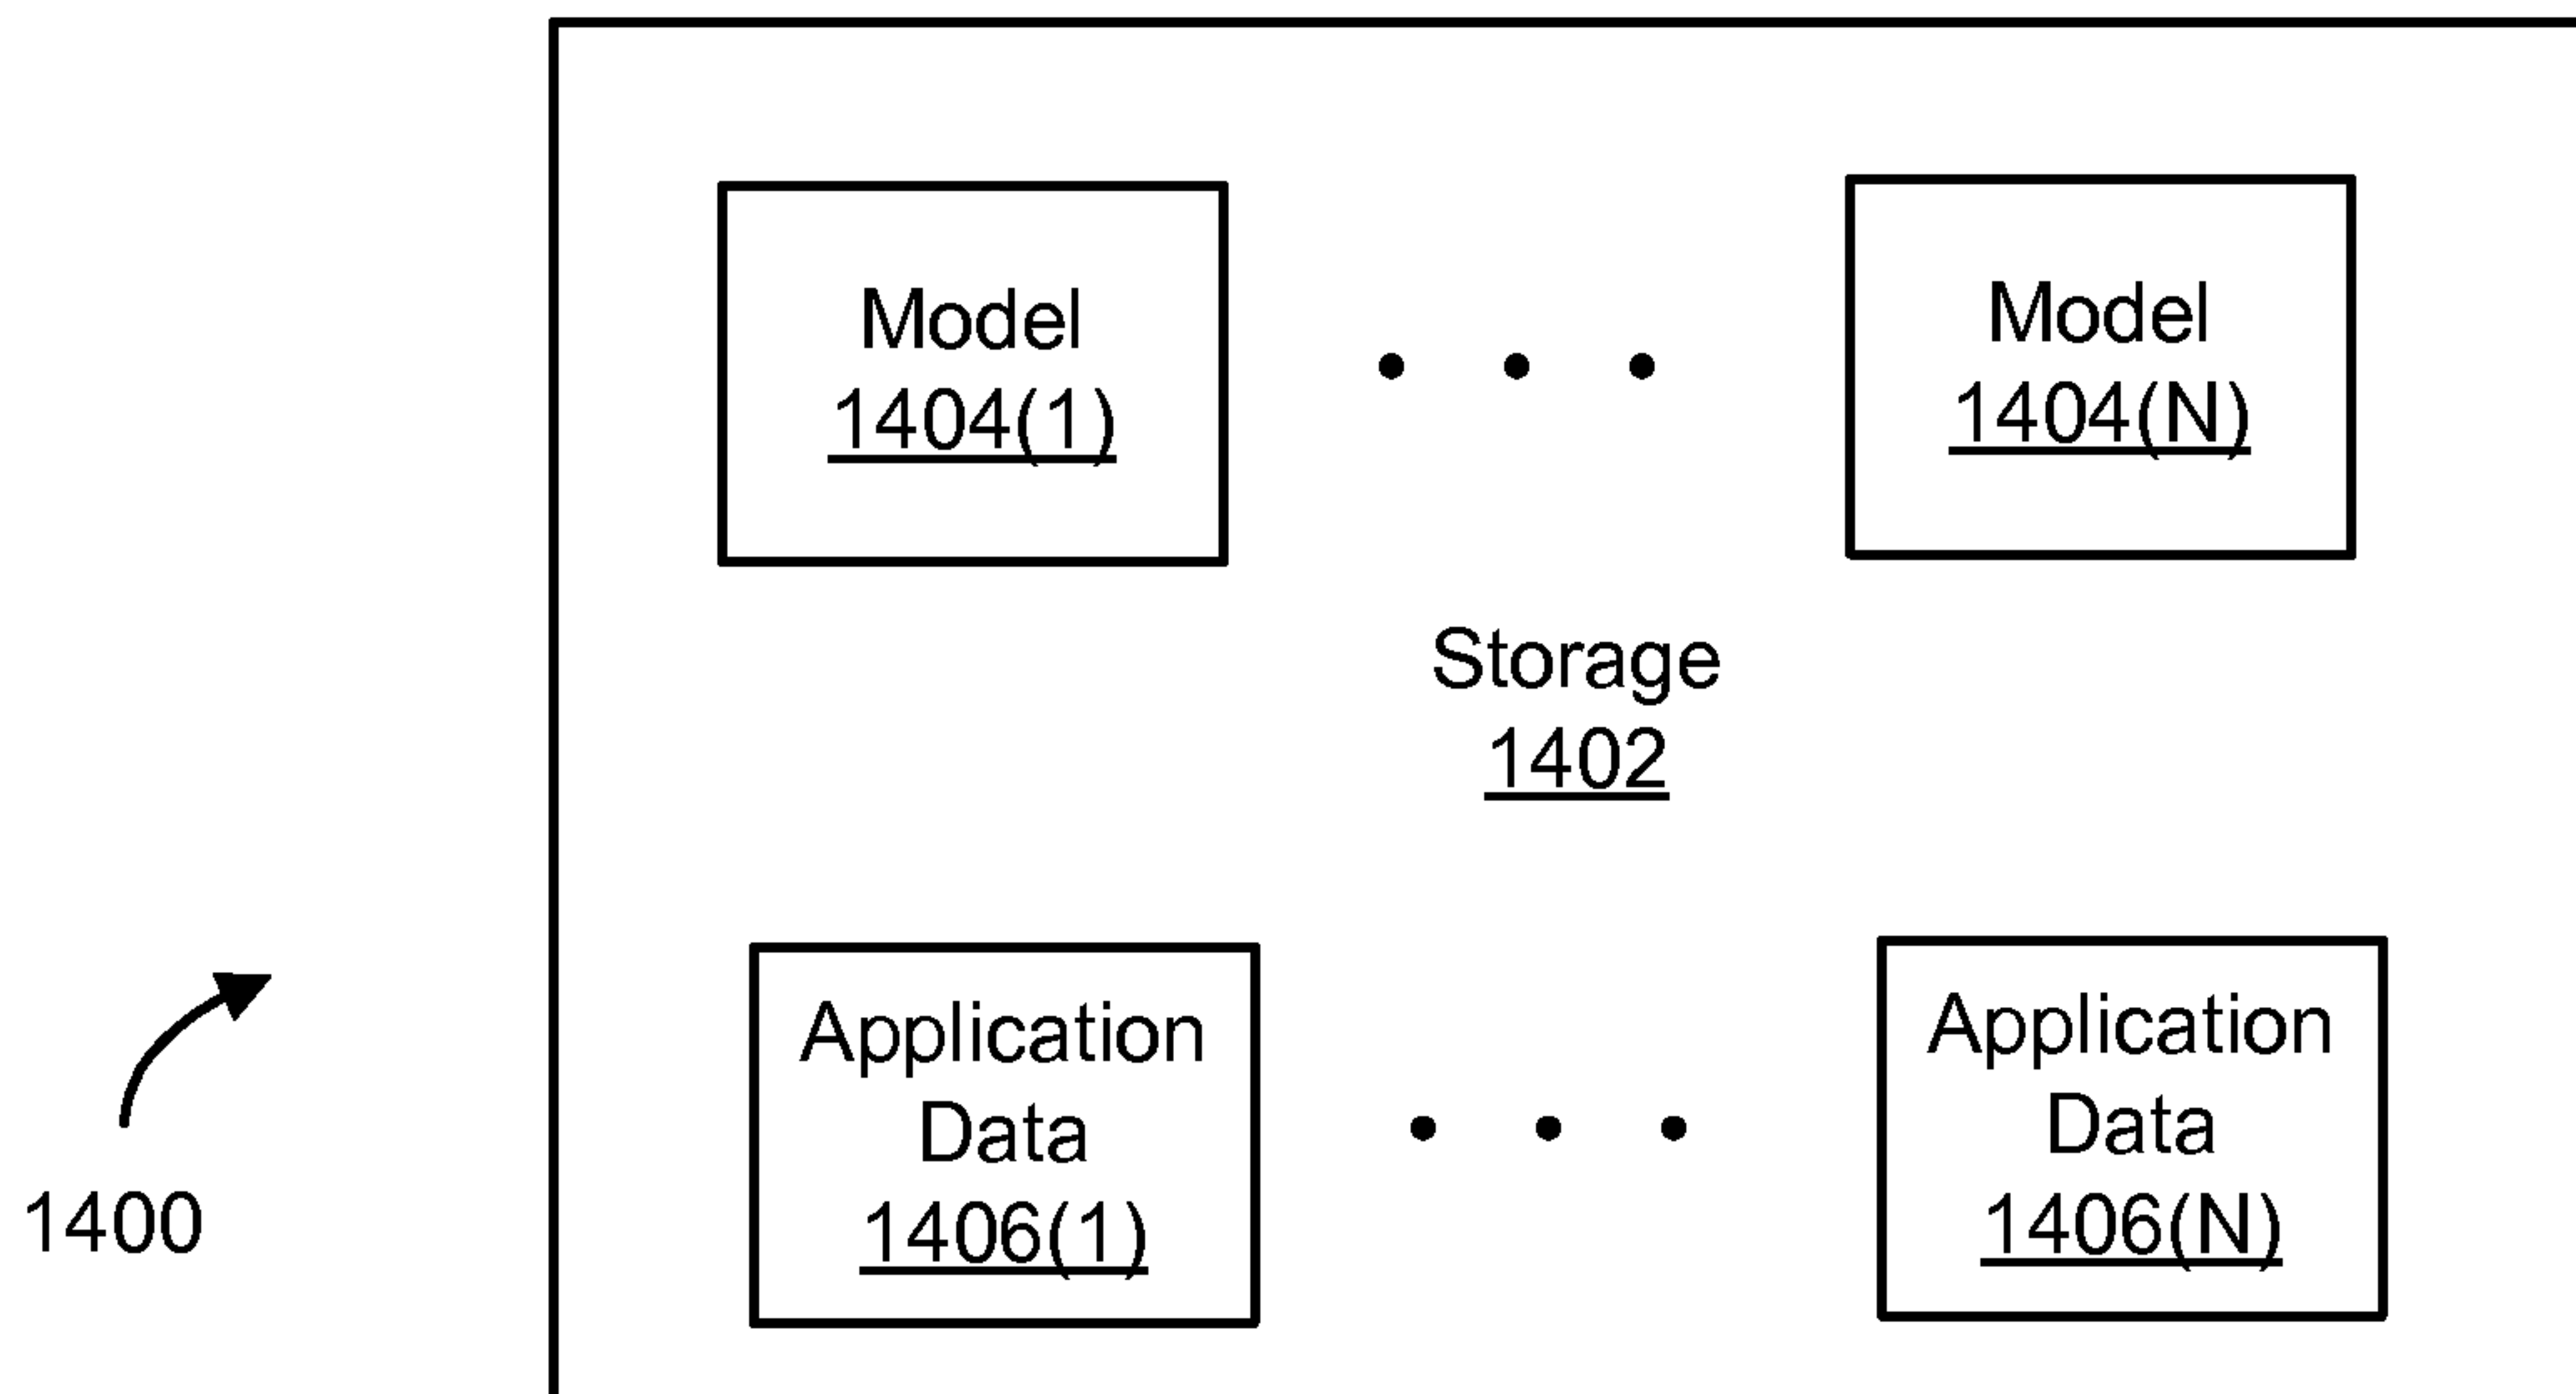 Model
1404(1)
Model
1404(N)
Storage
1402
Application
Data
1406(1)
Application
Data
1406(N)
1400